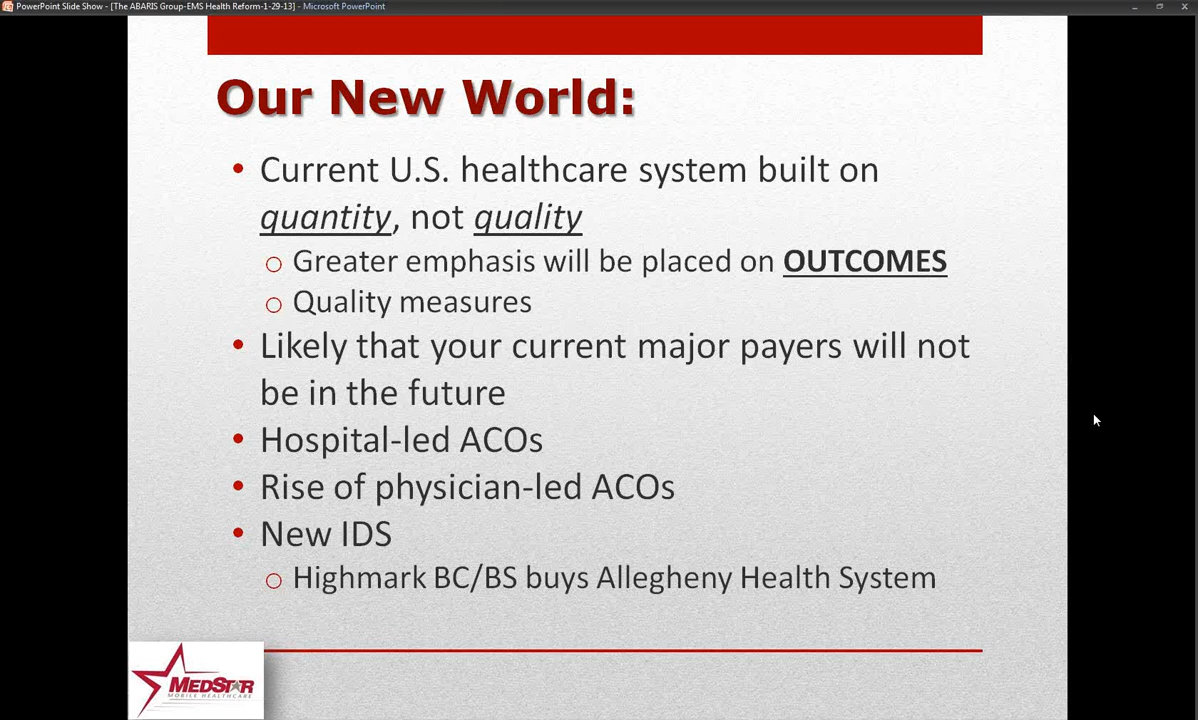 PowerPoint Slide Show - [The ABARIS Group-EMS Health Reform-1-29-13] - Microsoft PowerPoint
Our New World:
• Current U.S. healthcare system built on
quantity, not quality
○ Greater emphasis will be placed on OUTCOMES
○ Quality measures
• Likely that your current major payers will not
be in the future
• Hospital-led ACOs
• Rise of physician-led ACOs
• New IDS
○ Highmark BC/BS buys Allegheny Health System
MEDSTAR
MOBILE HEALTHCARE